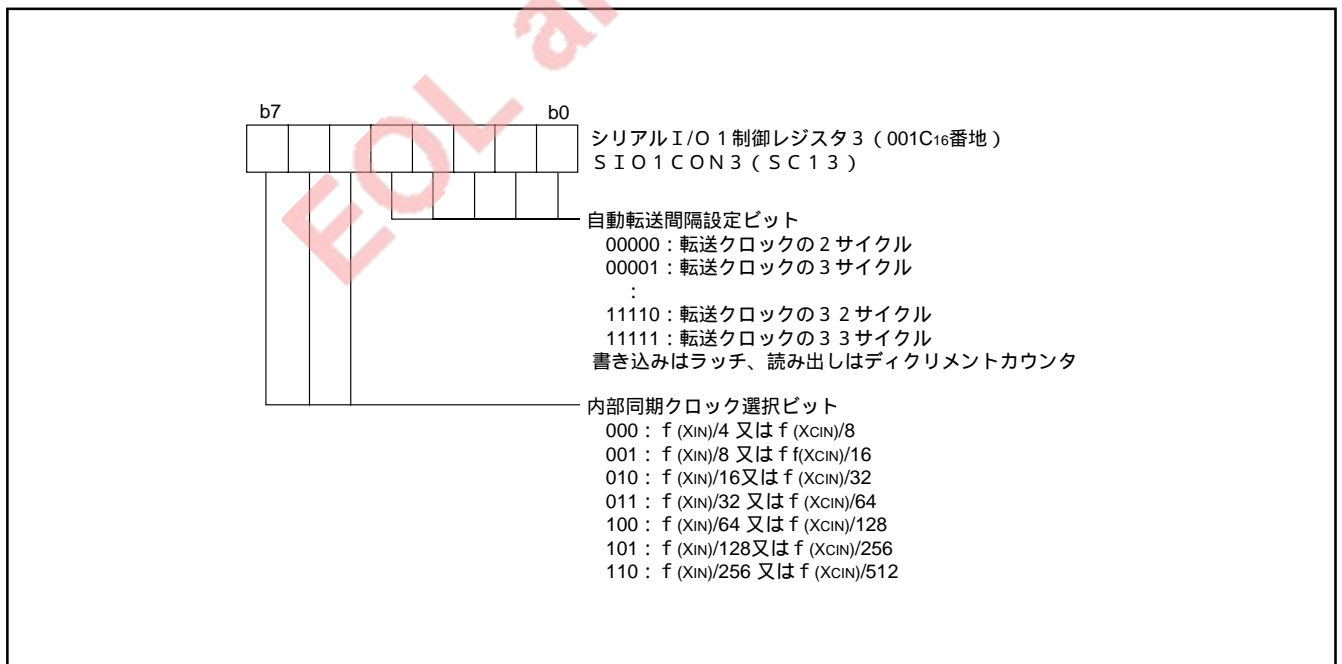 EOL a
b7 b0
シリアルI/O1制御レジスタ3(001C16番地)
SIO1CON3(SC13)
自動転送間隔設定ビット
00000:転送クロックの2サイクル
00001:転送クロックの3サイクル
:
11110:転送クロックの32サイクル
11111:転送クロックの33サイクル
書き込みはラッチ、読み出しはディクリメントカウンタ
内部同期クロック選択ビット
000:f(XIN)/4 又はf(XCIN)/8
001:f(XIN)/8 又はff(XCIN)/16
010:f(XIN)/16又はf(XCIN)/32
011:f(XIN)/32 又はf(XCIN)/64
100:f(XIN)/64 又はf(XCIN)/128
101:f(XIN)/128又はf(XCIN)/256
110:f(XIN)/256 又はf(XCIN)/512